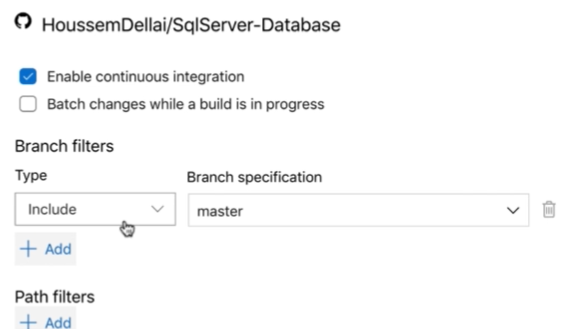 HoussemDellai/SqlServer-Database
Enable continuous integration
Batch changes while a build is in progress
Branch filters
Type Branch specification
Include master
+ Add
Path filters
+ Add